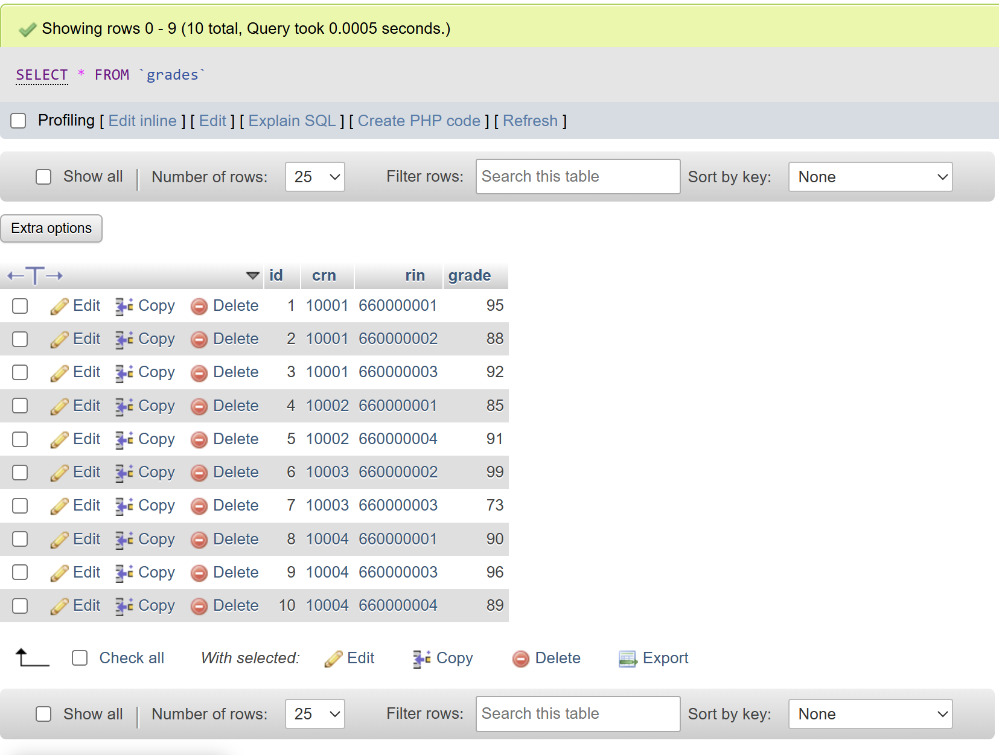 Showing rows 0 - 9 (10 total, Query took 0.0005 seconds.)
SELECT * FROM `grades`
Profiling [ Edit inline ] [ Edit ] [ Explain SQL ] [ Create PHP code ] [ Refresh ]
Show all Number of rows: 25 Filter rows: Search this table Sort by key: None
Extra options
←T→ id crn rin grade
Edit Copy Delete 1 10001 660000001 95
Edit Copy Delete 2 10001 660000002 88
Edit Copy Delete 3 10001 660000003 92
Edit Copy Delete 4 10002 660000001 85
Edit Copy Delete 5 10002 660000004 91
Edit Copy Delete 6 10003 660000002 99
Edit Copy Delete 7 10003 660000003 73
Edit Copy Delete 8 10004 660000001 90
Edit Copy Delete 9 10004 660000003 96
Edit Copy Delete 10 10004 660000004 89
Check all With selected: Edit Copy Delete Export
Show all Number of rows: 25 Filter rows: Search this table Sort by key: None